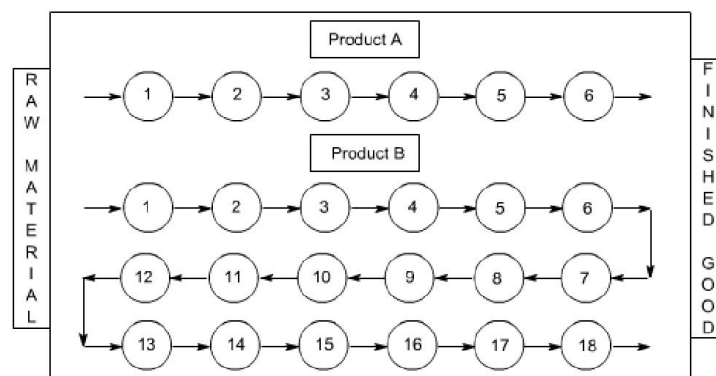 Product A
RAW MATERIAL
1 2 3 4 5 6
FINISHED GOOD
Product B
1 2 3 4 5 6
12 11 10 9 8 7
13 14 15 16 17 18